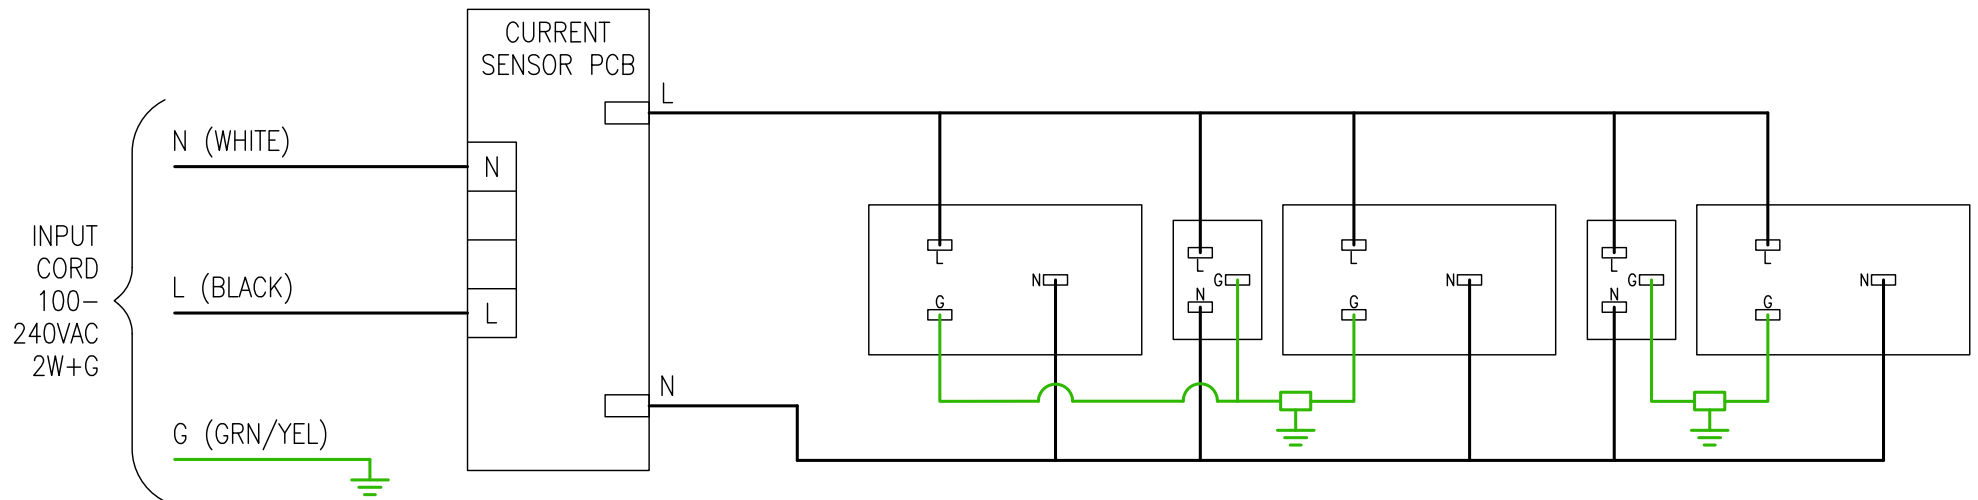 CURRENT
SENSOR PCB
L
N (WHITE)
N
INPUT
CORD
100-
240VAC
2W+G
L (BLACK)
L
N
G (GRN/YEL)
L
N
G
L
G
N
L
N
G
L
G
N
L
N
G